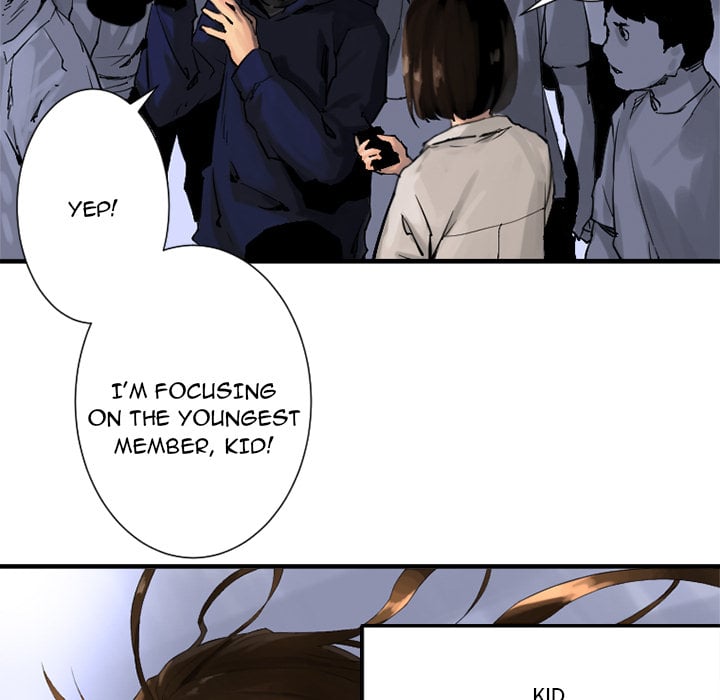 YEP!
I'M FOCUSING
ON THE YOUNGEST
MEMBER, KID!
KID